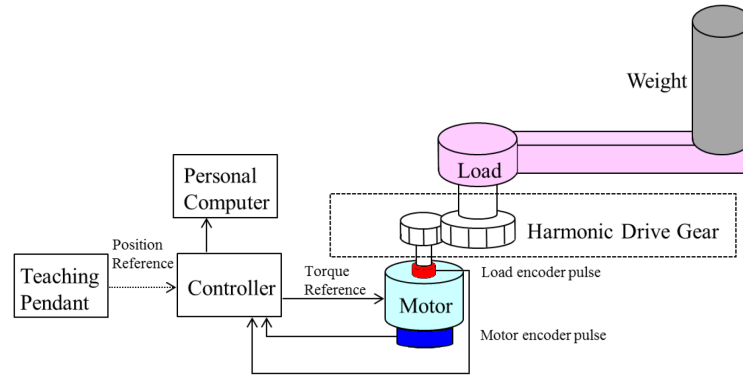 Weight
Load
Personal
Computer
Harmonic Drive Gear
Position
Reference
Teaching
Pendant
Controller
Torque
Reference
Load encoder pulse
Motor
Motor encoder pulse